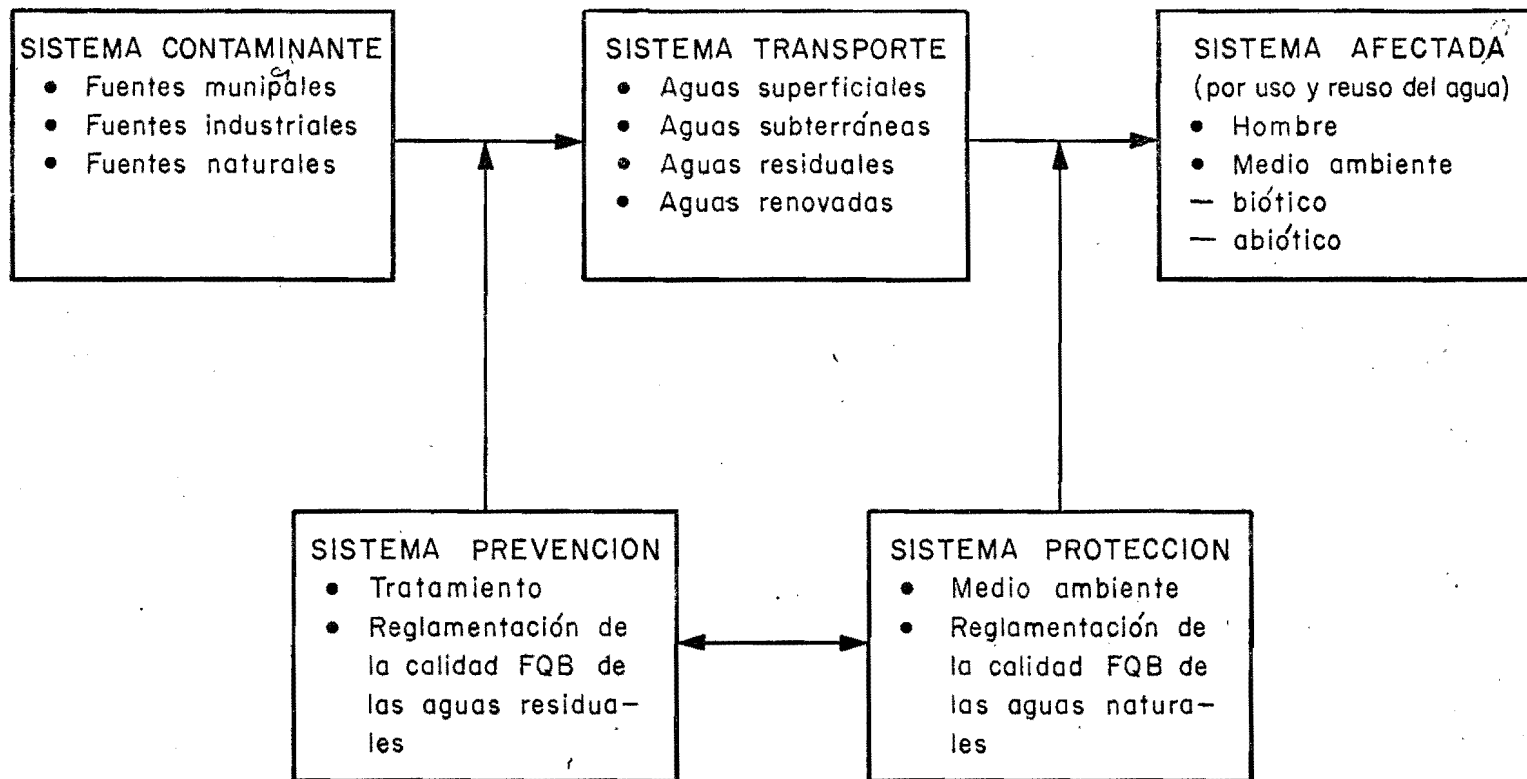 SISTEMA CONTAMINANTE
• Fuentes munipales
• Fuentes industriales
• Fuentes naturales
SISTEMA TRANSPORTE
• Aguas superficiales
• Aguas subterráneas
• Aguas residuales
• Aguas renovadas
SISTEMA AFECTADA
(por uso y reuso del agua)
• Hombre
• Medio ambiente
— biótico
— abiótico
SISTEMA PREVENCION
• Tratamiento
• Reglamentación de
la calidad FQB de
las aguas residua-
les
SISTEMA PROTECCION
• Medio ambiente
• Reglamentación de
la calidad FQB de
las aguas natura-
les